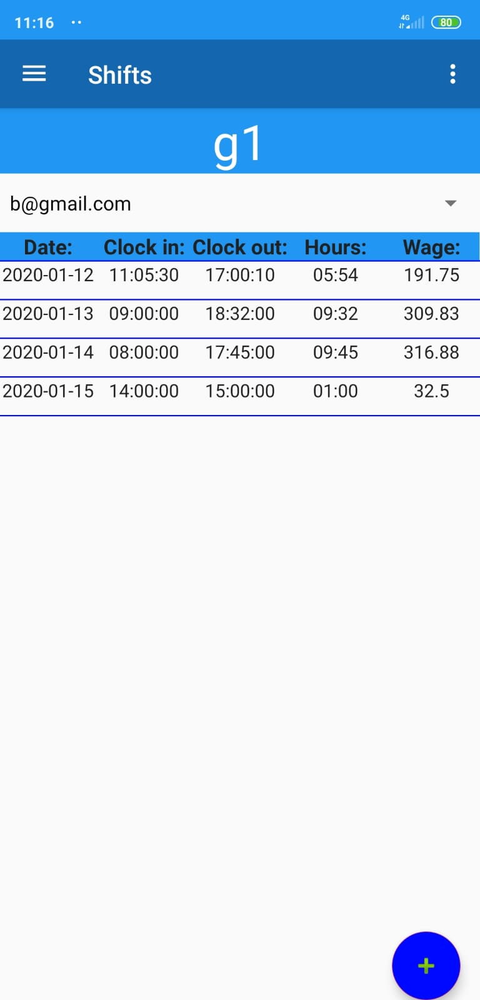 11:16 4G 80
Shifts
g1
b@gmail.com
Date: Clock in: Clock out: Hours: Wage:
2020-01-12 11:05:30 17:00:10 05:54 191.75
2020-01-13 09:00:00 18:32:00 09:32 309.83
2020-01-14 08:00:00 17:45:00 09:45 316.88
2020-01-15 14:00:00 15:00:00 01:00 32.5
+